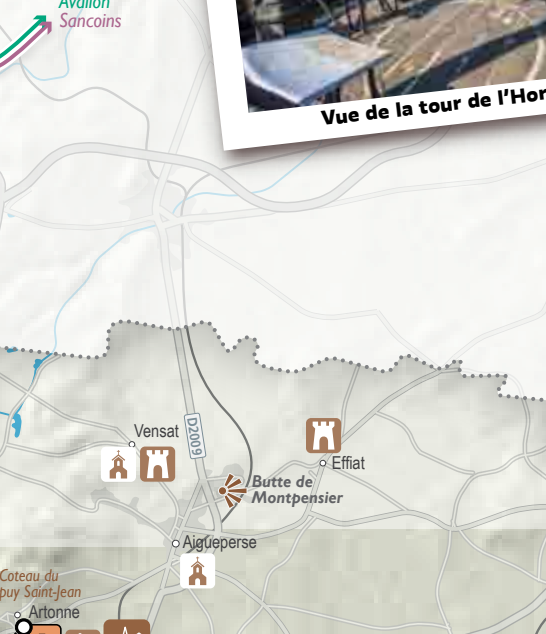 Avallon
Sancoins
Vue de la tour de l'Hor
D2009
Vensat
Effiat
Butte de
Montpensier
Aigueperse
Coteau du
puy Saint-Jean
Artonne